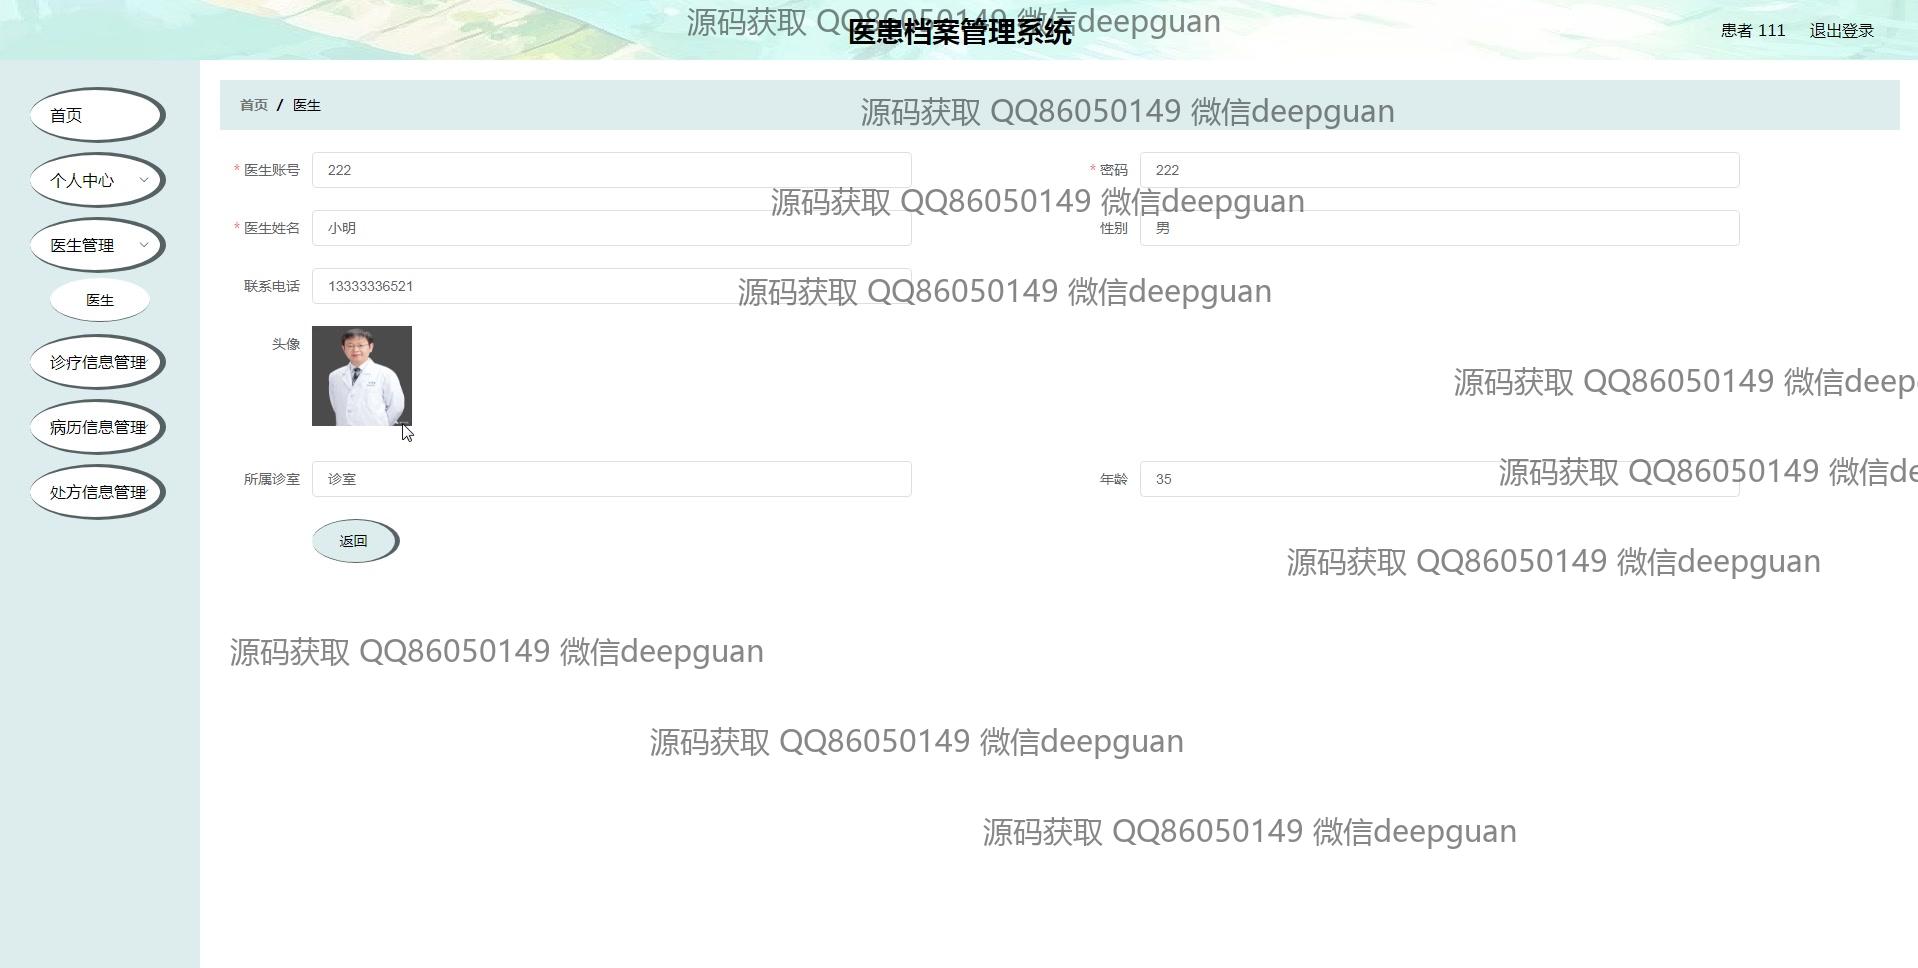 源码获取 QQ86050149 微信deepguan
医患档案管理系统
患者 111 退出登录
首页
个人中心
医生管理
医生
诊疗信息管理
病历信息管理
处方信息管理
首页 / 医生
源码获取 QQ86050149 微信deepguan
* 医生账号 222
* 密码 222
源码获取 QQ86050149 微信deepguan
* 医生姓名 小明
性别 男
联系电话 13333336521
源码获取 QQ86050149 微信deepguan
头像
源码获取 QQ86050149 微信deep
所属诊室 诊室
年龄 35
源码获取 QQ86050149 微信de
返回
源码获取 QQ86050149 微信deepguan
源码获取 QQ86050149 微信deepguan
源码获取 QQ86050149 微信deepguan
源码获取 QQ86050149 微信deepguan